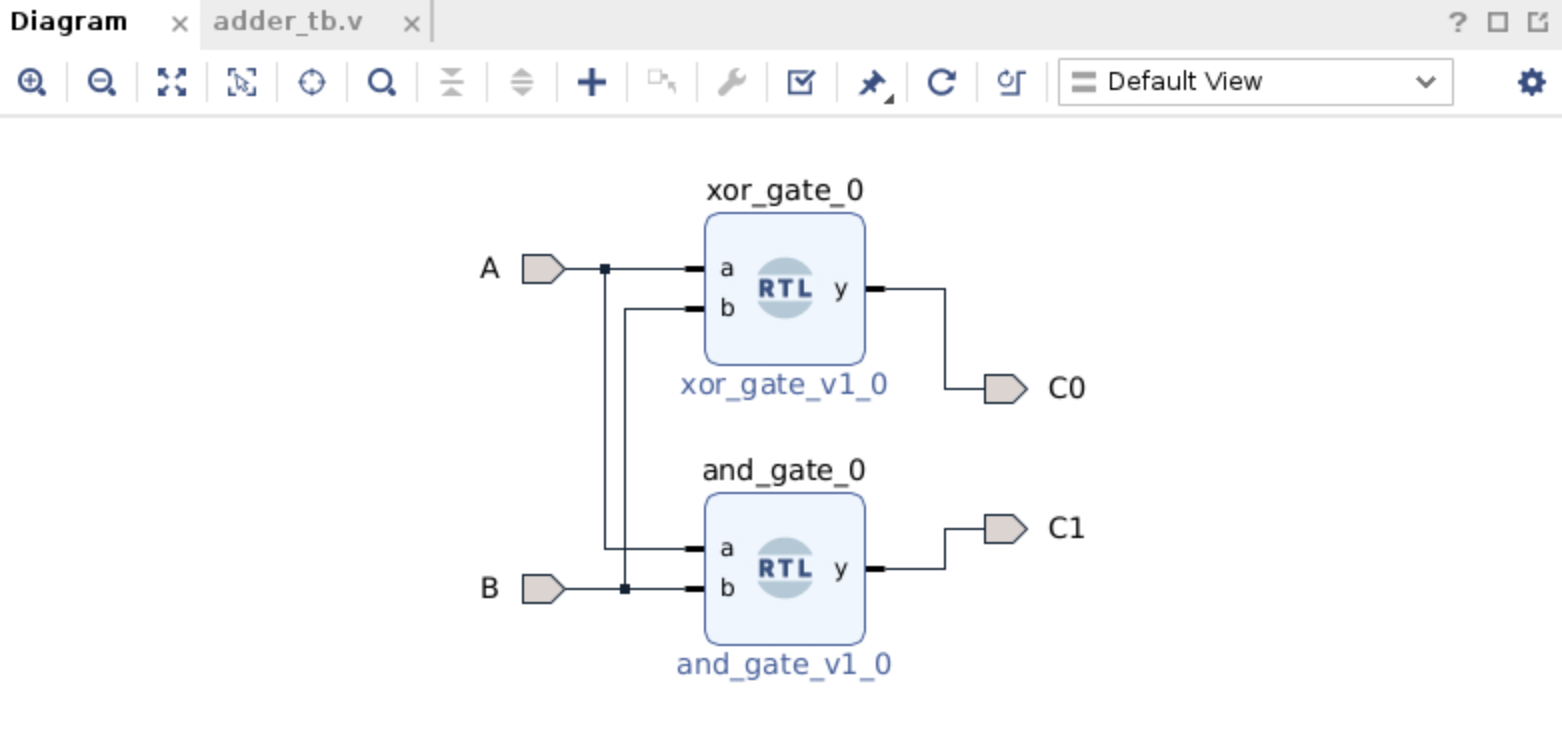 Diagram
adder_tb.v
?
Default View
xor_gate_0
A
a
b
RTL
y
xor_gate_v1_0
C0
and_gate_0
C1
a
b
RTL
y
B
and_gate_v1_0